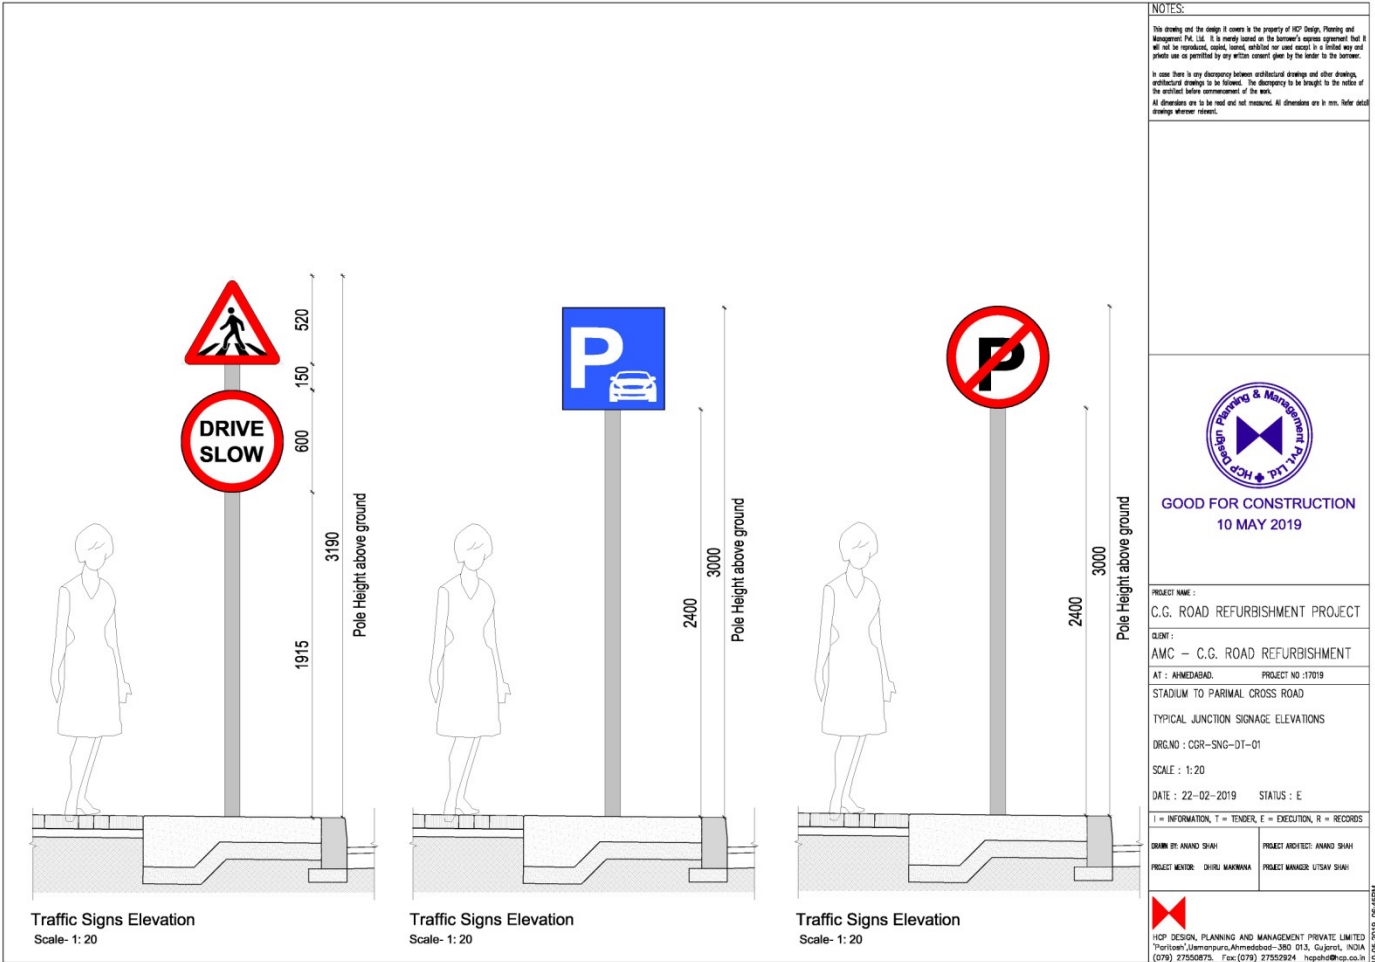 520
150
DRIVE
SLOW
600
3190
Pole Height above ground
1915
Traffic Signs Elevation
Scale- 1: 20
P
2400
3000
Pole Height above ground
Traffic Signs Elevation
Scale- 1: 20
P
2400
3000
Pole Height above ground
Traffic Signs Elevation
Scale- 1: 20
NOTES:
This drawing and the design it covers is the property of HCP Design, Planning and
Management Pvt. Ltd. It is merely loaned on the borrower's express agreement that it
will not be reproduced, copied, loaned, exhibited nor used except in a limited way and
private use as permitted by any written consent given by the lender to the borrower.
In case there is any discrepancy between architectural drawings and other drawings,
architectural drawings to be followed. The discrepancy to be brought to the notice of
the architect before commencement of the work.
All dimensions are to be read and not measured. All dimensions are in mm. Refer detail
drawings wherever relevant.
HCP Design Planning & Management Pvt. Ltd.
GOOD FOR CONSTRUCTION
10 MAY 2019
PROJECT NAME :
C.G. ROAD REFURBISHMENT PROJECT
CLIENT :
AMC - C.G. ROAD REFURBISHMENT
AT : AHMEDABAD. PROJECT NO :17019
STADIUM TO PARIMAL CROSS ROAD
TYPICAL JUNCTION SIGNAGE ELEVATIONS
DRG.NO : CGR-SNG-DT-01
SCALE : 1:20
DATE : 22-02-2019 STATUS : E
I = INFORMATION, T = TENDER, E = EXECUTION, R = RECORDS
DRAWN BY: ANAND SHAH PROJECT ARCHITECT: ANAND SHAH
PROJECT MENTOR: DHIRU MAKWANA PROJECT MANAGER: UTSAV SHAH
HCP DESIGN, PLANNING AND MANAGEMENT PRIVATE LIMITED
'Paritosh',Usmanpura,Ahmedabad-380 013, Gujarat, INDIA
(079) 27550875. Fax:(079) 27552924 hcpahd@hcp.co.in